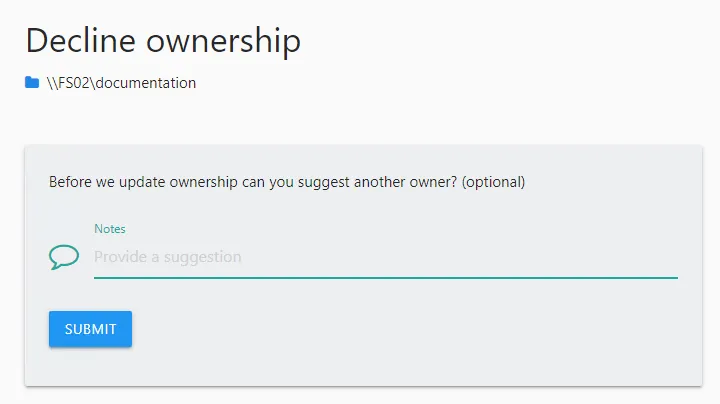 Decline ownership
\\FS02\documentation
Before we update ownership can you suggest another owner? (optional)
Notes
Provide a suggestion
SUBMIT